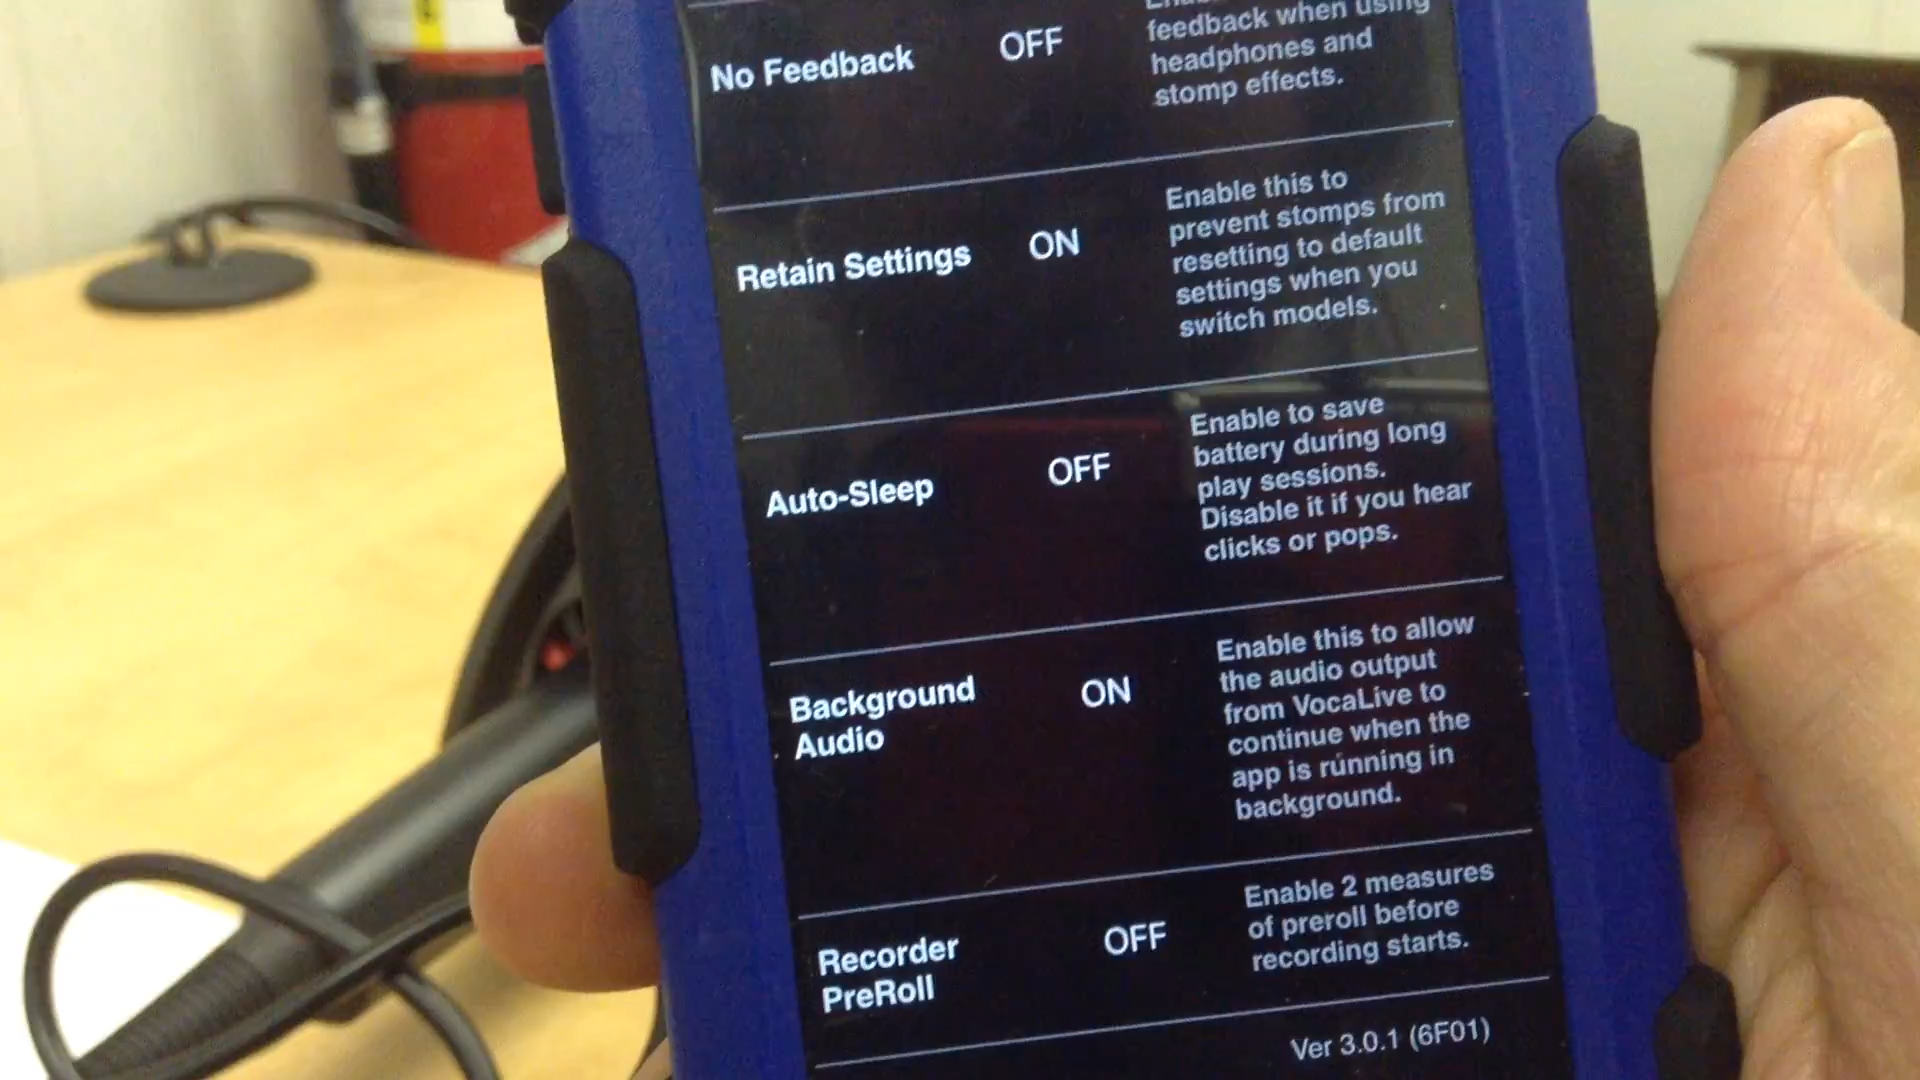 No Feedback
OFF
feedback when using
headphones and
stomp effects.
Retain Settings
ON
Enable this to
prevent stomps from
resetting to default
settings when you
switch models.
Auto-Sleep
OFF
Enable to save
battery during long
play sessions.
Disable it if you hear
clicks or pops.
Background
Audio
ON
Enable this to allow
the audio output
from VocaLive to
continue when the
app is running in
background.
Recorder
PreRoll
OFF
Enable 2 measures
of preroll before
recording starts.
Ver 3.0.1 (6F01)